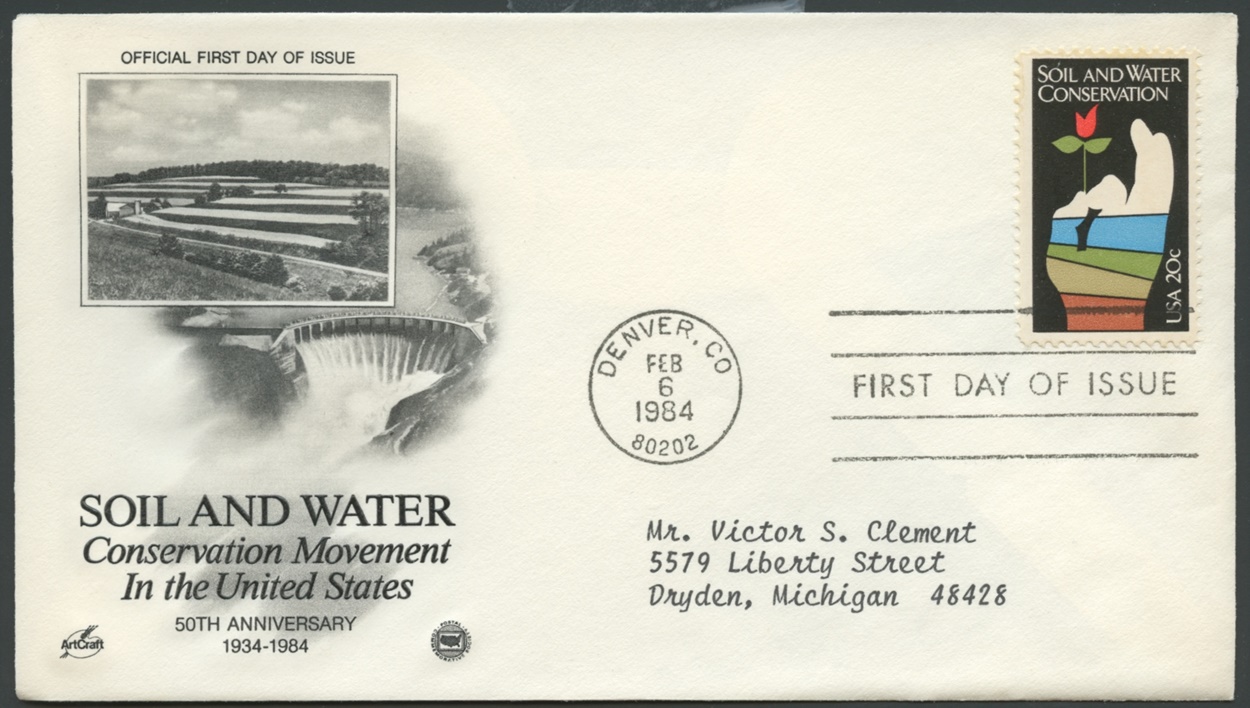 OFFICIAL FIRST DAY OF ISSUE
SOIL AND WATER
CONSERVATION
USA 20c
DENVER, CO
FEB
6
1984
80202
FIRST DAY OF ISSUE
SOIL AND WATER
Conservation Movement
In the United States
50TH ANNIVERSARY
1934-1984
ArtCraft
Mr. Victor S. Clement
5579 Liberty Street
Dryden, Michigan 48428